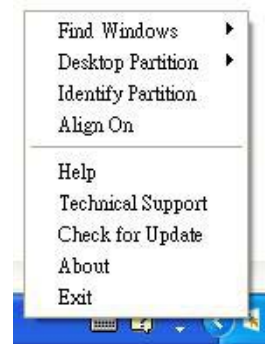 Find Windows
Desktop Partition
Identify Partition
Align On
Help
Technical Support
Check for Update
About
Exit